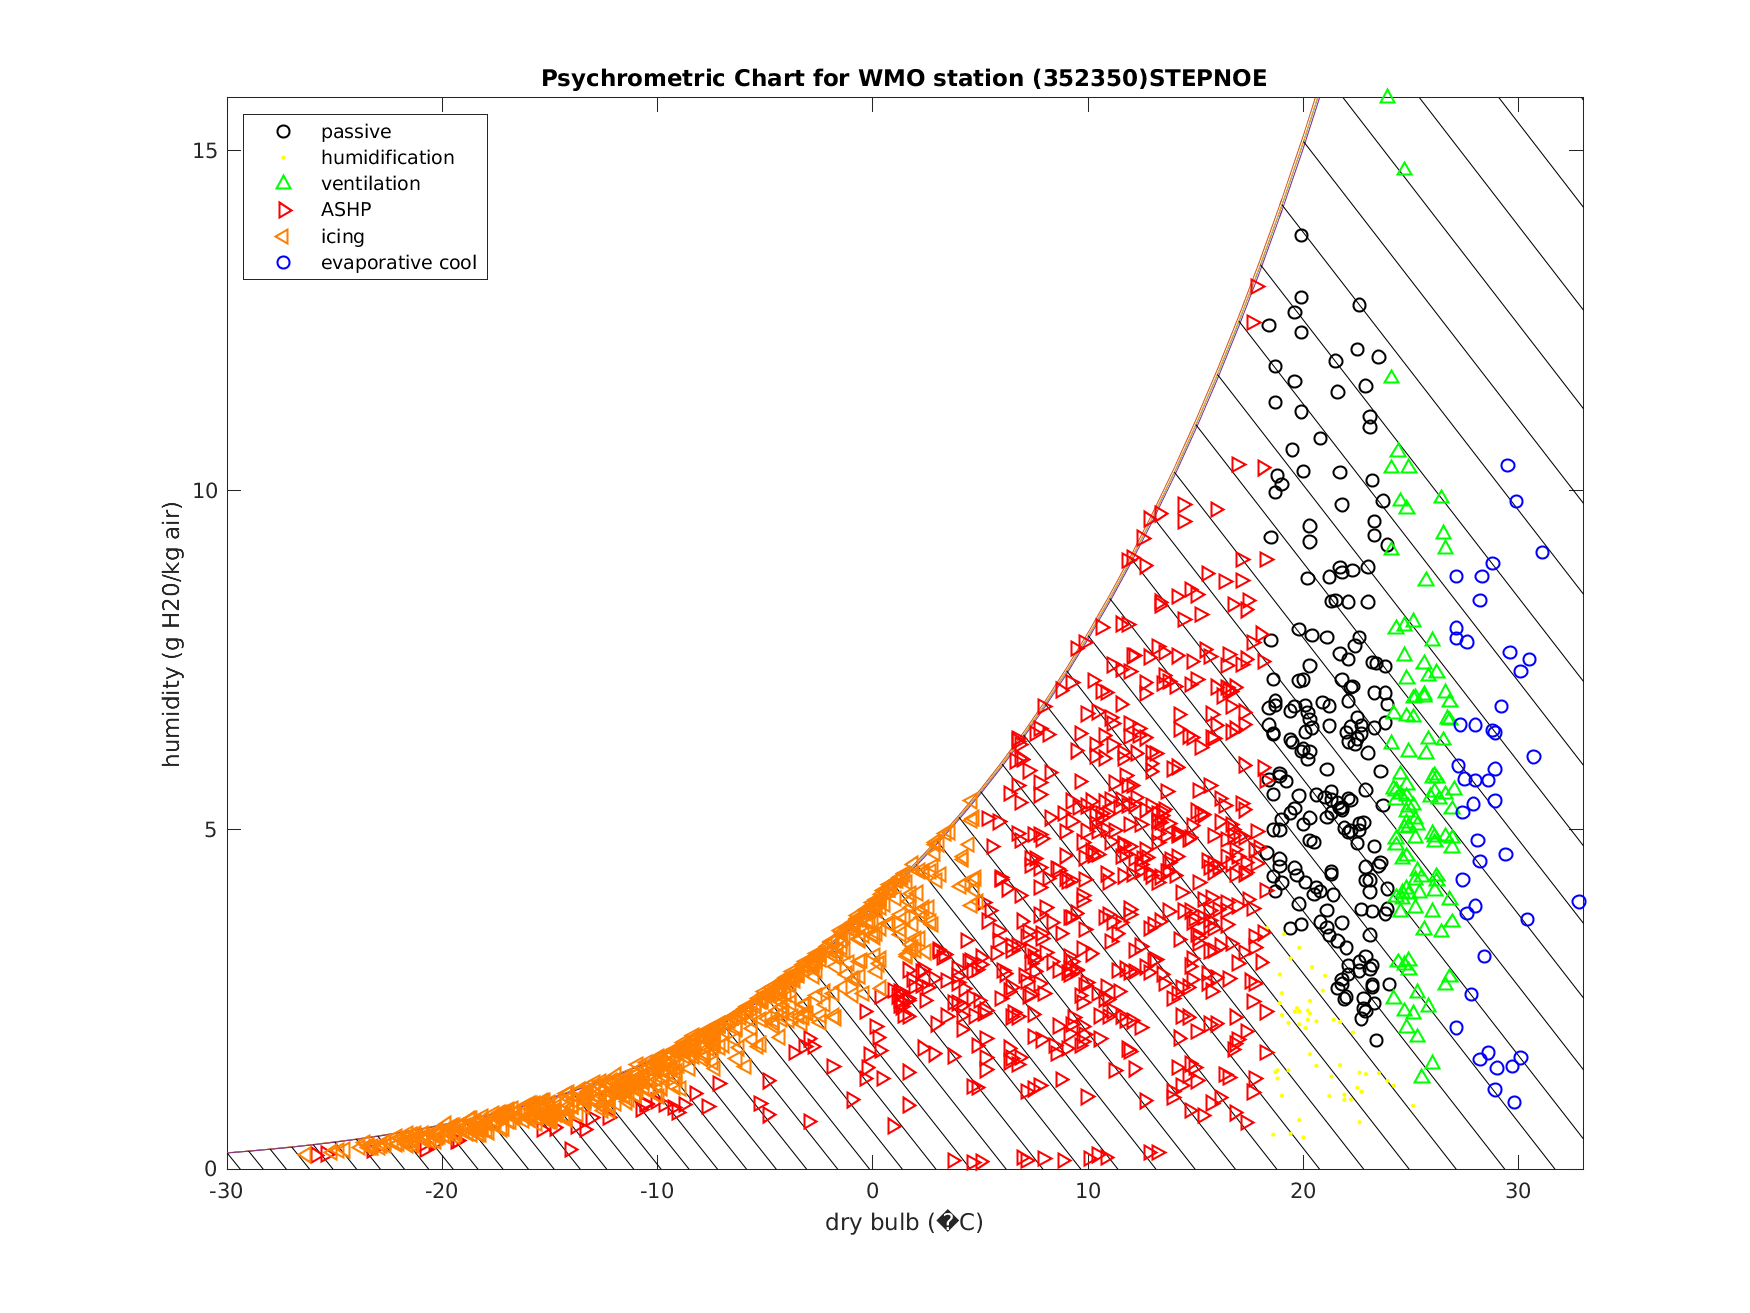 Psychrometric Chart for WMO station (352350)STEPNOE
passive
humidification
ventilation
ASHP
icing
evaporative cool
15
10
5
0
humidity (g H20/kg air)
-30 -20 -10 0 10 20 30
dry bulb (�C)